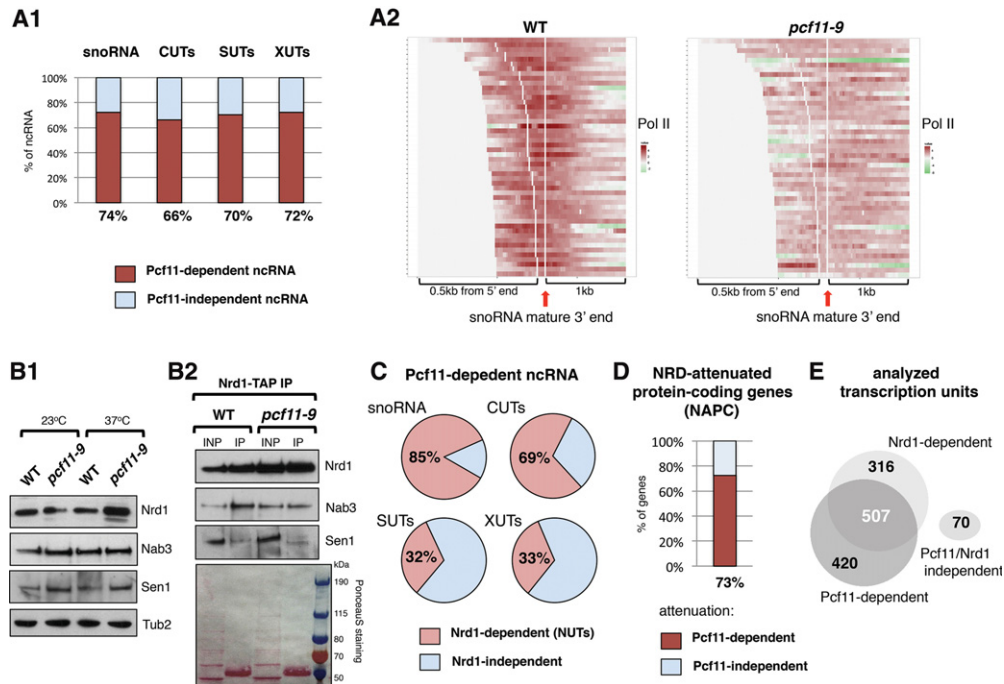 A1
snoRNA CUTs SUTs XUTs
% of ncRNA
100%
80%
60%
40%
20%
0%
74% 66% 70% 72%
Pcf11-dependent ncRNA
Pcf11-independent ncRNA
A2
WT
pcf11-9
Pol II
Pol II
0.5kb from 5' end
1kb
snoRNA mature 3' end
0.5kb from 5' end
1kb
snoRNA mature 3' end
B1
23°C 37°C
WT pcf11-9 WT pcf11-9
Nrd1
Nab3
Sen1
Tub2
B2
Nrd1-TAP IP
WT pcf11-9
INP IP INP IP
Nrd1
Nab3
Sen1
kDa
190
115
80
70
50
PonceauS staining
C
Pcf11-depedent ncRNA
snoRNA CUTs
85% 69%
SUTs XUTs
32% 33%
Nrd1-dependent (NUTs)
Nrd1-independent
D
NRD-attenuated
protein-coding genes
(NAPC)
% of genes
100%
80%
60%
40%
20%
0%
73%
attenuation:
Pcf11-dependent
Pcf11-independent
E
analyzed
transcription units
Nrd1-dependent
316
507
70
420
Pcf11/Nrd1
independent
Pcf11-dependent